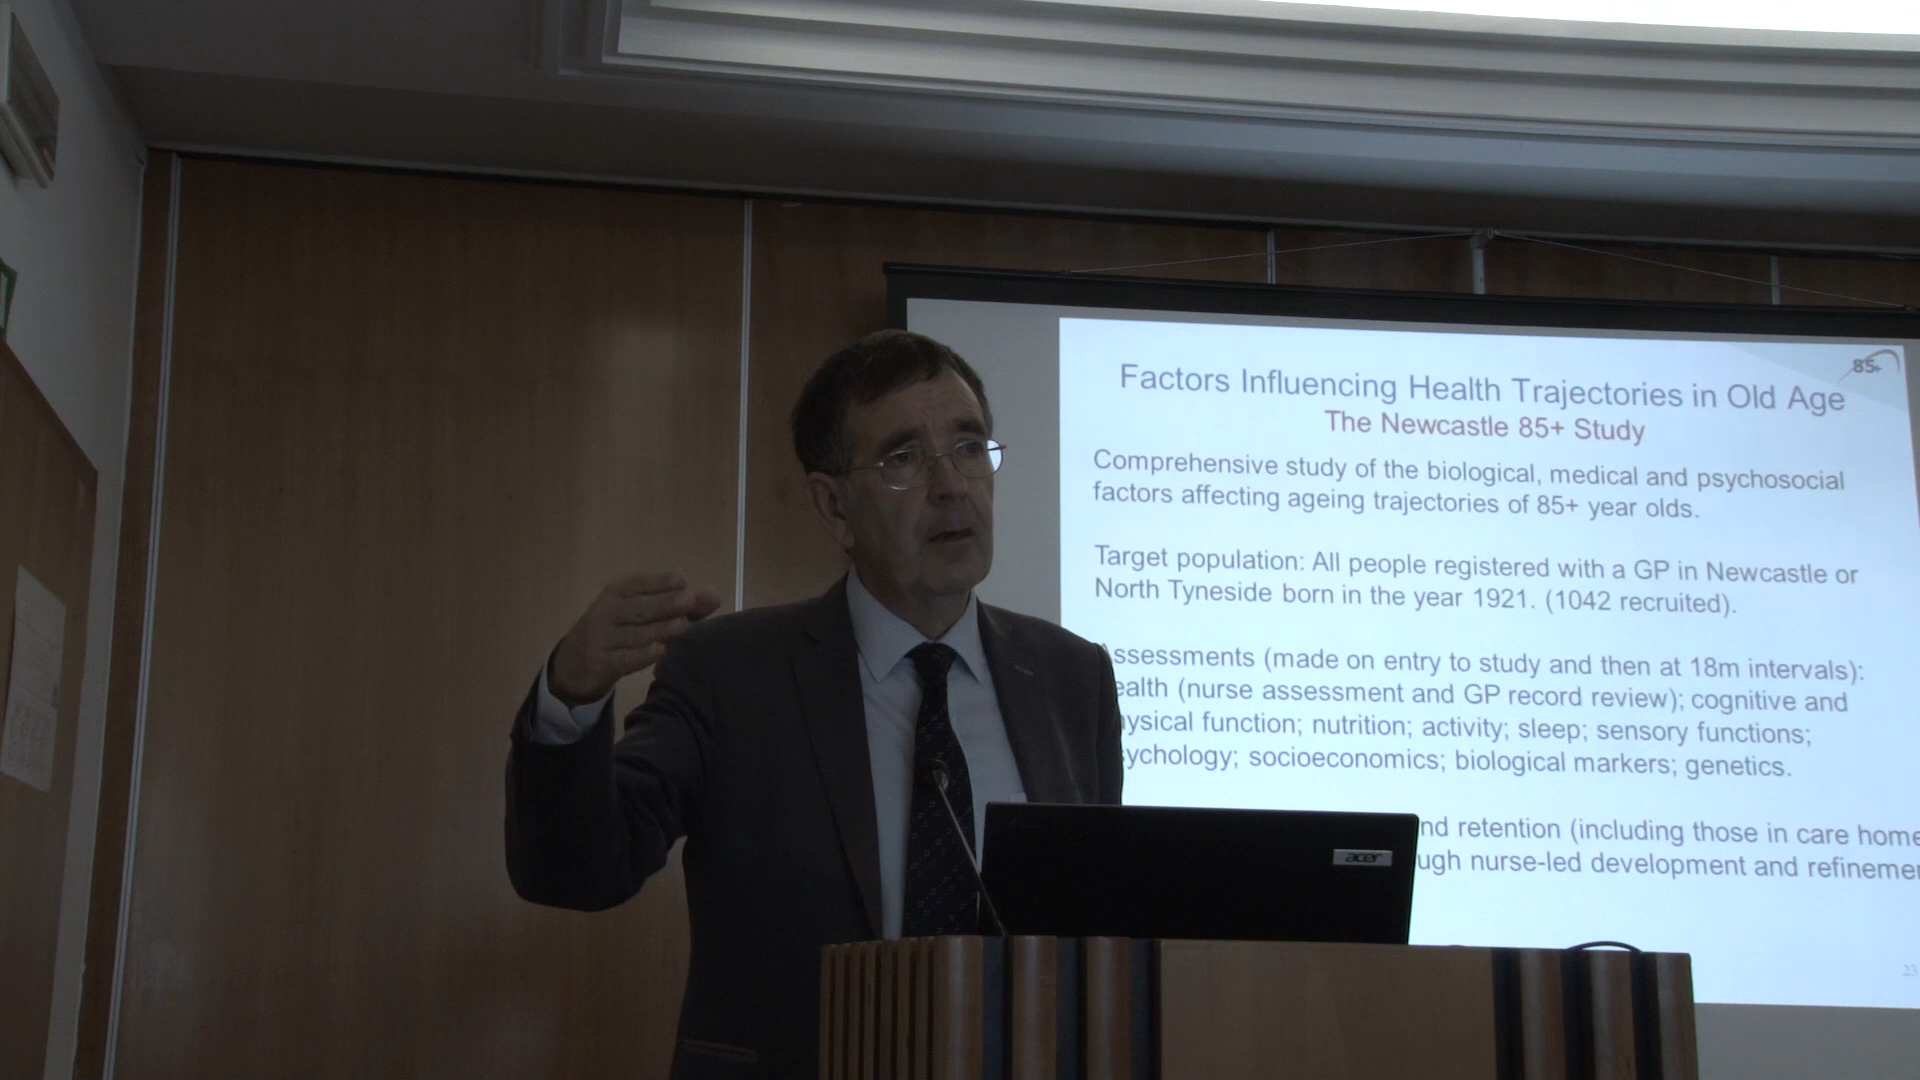 85+
Factors Influencing Health Trajectories in Old Age
The Newcastle 85+ Study
Comprehensive study of the biological, medical and psychosocial
factors affecting ageing trajectories of 85+ year olds.
Target population: All people registered with a GP in Newcastle or
North Tyneside born in the year 1921. (1042 recruited).
ssessments (made on entry to study and then at 18m intervals):
ealth (nurse assessment and GP record review); cognitive and
ysical function; nutrition; activity; sleep; sensory functions;
ychology; socioeconomics; biological markers; genetics.
nd retention (including those in care home
ugh nurse-led development and refinemen
acer
23